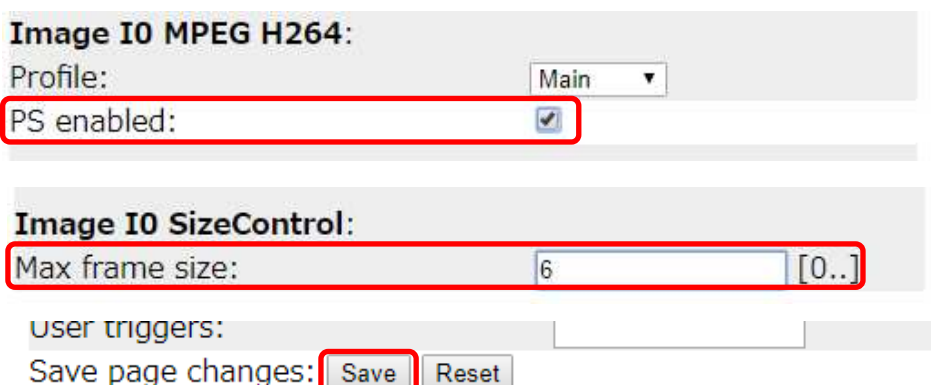 Image I0 MPEG H264:
Profile: Main
PS enabled:
Image I0 SizeControl:
Max frame size: 6 [0..]
User triggers:
Save page changes: Save Reset